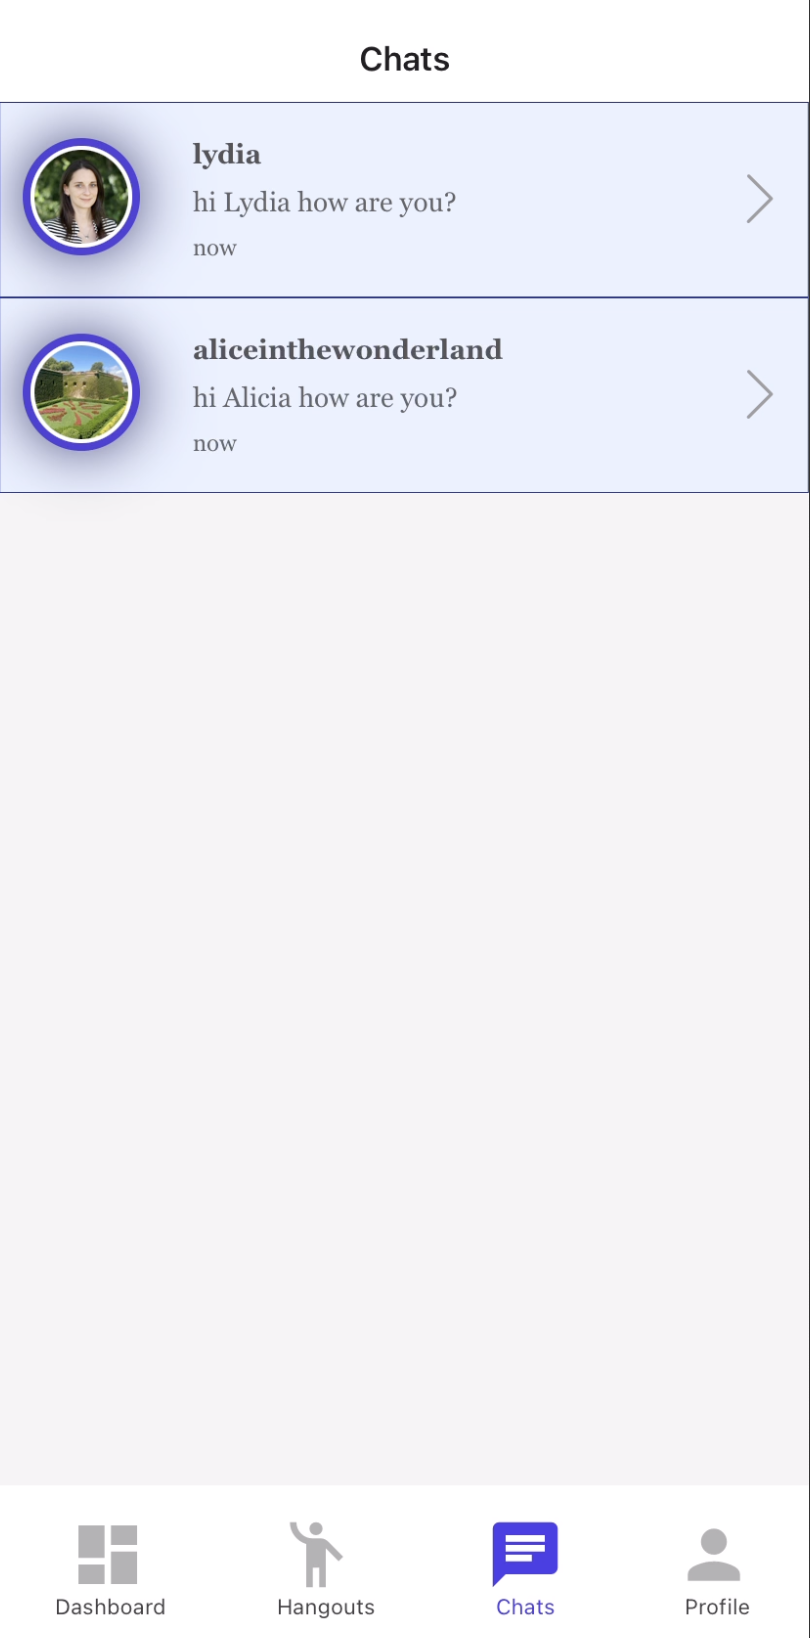 Chats
lydia
hi Lydia how are you?
now
aliceinthewonderland
hi Alicia how are you?
now
Dashboard
Hangouts
Chats
Profile